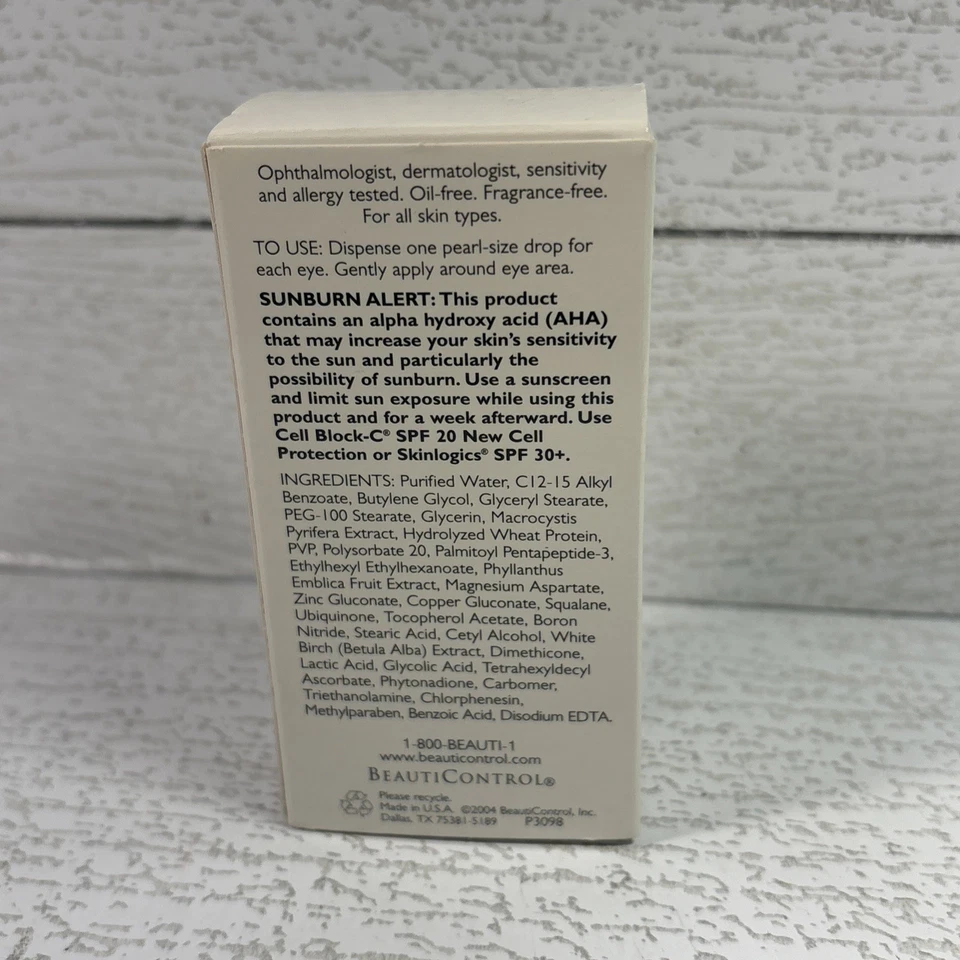 Ophthalmologist, dermatologist, sensitivity
and allergy tested. Oil-free. Fragrance-free.
For all skin types.
TO USE: Dispense one pearl-size drop for
each eye. Gently apply around eye area.
SUNBURN ALERT: This product
contains an alpha hydroxy acid (AHA)
that may increase your skin's sensitivity
to the sun and particularly the
possibility of sunburn. Use a sunscreen
and limit sun exposure while using this
product and for a week afterward. Use
Cell Block-C® SPF 20 New Cell
Protection or Skinlogics® SPF 30+.
INGREDIENTS: Purified Water, C12-15 Alkyl
Benzoate, Butylene Glycol, Glyceryl Stearate,
PEG-100 Stearate, Glycerin, Macrocystis
Pyrifera Extract, Hydrolyzed Wheat Protein,
PVP, Polysorbate 20, Palmitoyl Pentapeptide-3,
Ethylhexyl Ethylhexanoate, Phyllanthus
Emblica Fruit Extract, Magnesium Aspartate,
Zinc Gluconate, Copper Gluconate, Squalane,
Ubiquinone, Tocopherol Acetate, Boron
Nitride, Stearic Acid, Cetyl Alcohol, White
Birch (Betula Alba) Extract, Dimethicone,
Lactic Acid, Glycolic Acid, Tetrahexyldecyl
Ascorbate, Phytonadione, Carbomer,
Triethanolamine, Chlorphenesin,
Methylparaben, Benzoic Acid, Disodium EDTA.
1-800-BEAUTI-1
www.beauticontrol.com
BEAUTICONTROL®
Please recycle.
Made in U.S.A. ©2004 BeautiControl, Inc.
Dallas, TX 75381-5189 P3098